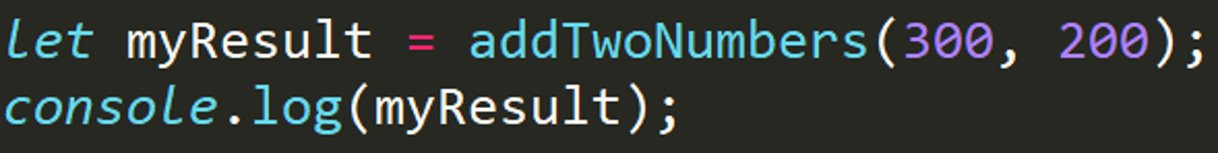 let myResult = addTwoNumbers(300, 200);
console.log(myResult);